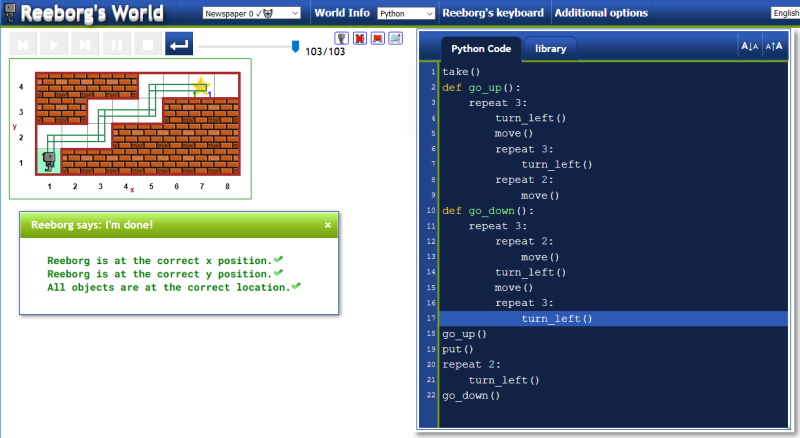 Reeborg's World
Newspaper 0 ✓
World Info
Python
Reeborg's keyboard
Additional options
English
103/103
Python Code
library
A↓A
A↑A
4
3
y
2
1
1 2 3 4 x 5 6 7 8
1
Reeborg says: I'm done!
×
Reeborg is at the correct x position.✓
Reeborg is at the correct y position.✓
All objects are at the correct location.✓
1 take()
2 def go_up():
3 repeat 3:
4 turn_left()
5 move()
6 repeat 3:
7 turn_left()
8 repeat 2:
9 move()
10 def go_down():
11 repeat 3:
12 repeat 2:
13 move()
14 turn_left()
15 move()
16 repeat 3:
17 turn_left()
18 go_up()
19 put()
20 repeat 2:
21 turn_left()
22 go_down()